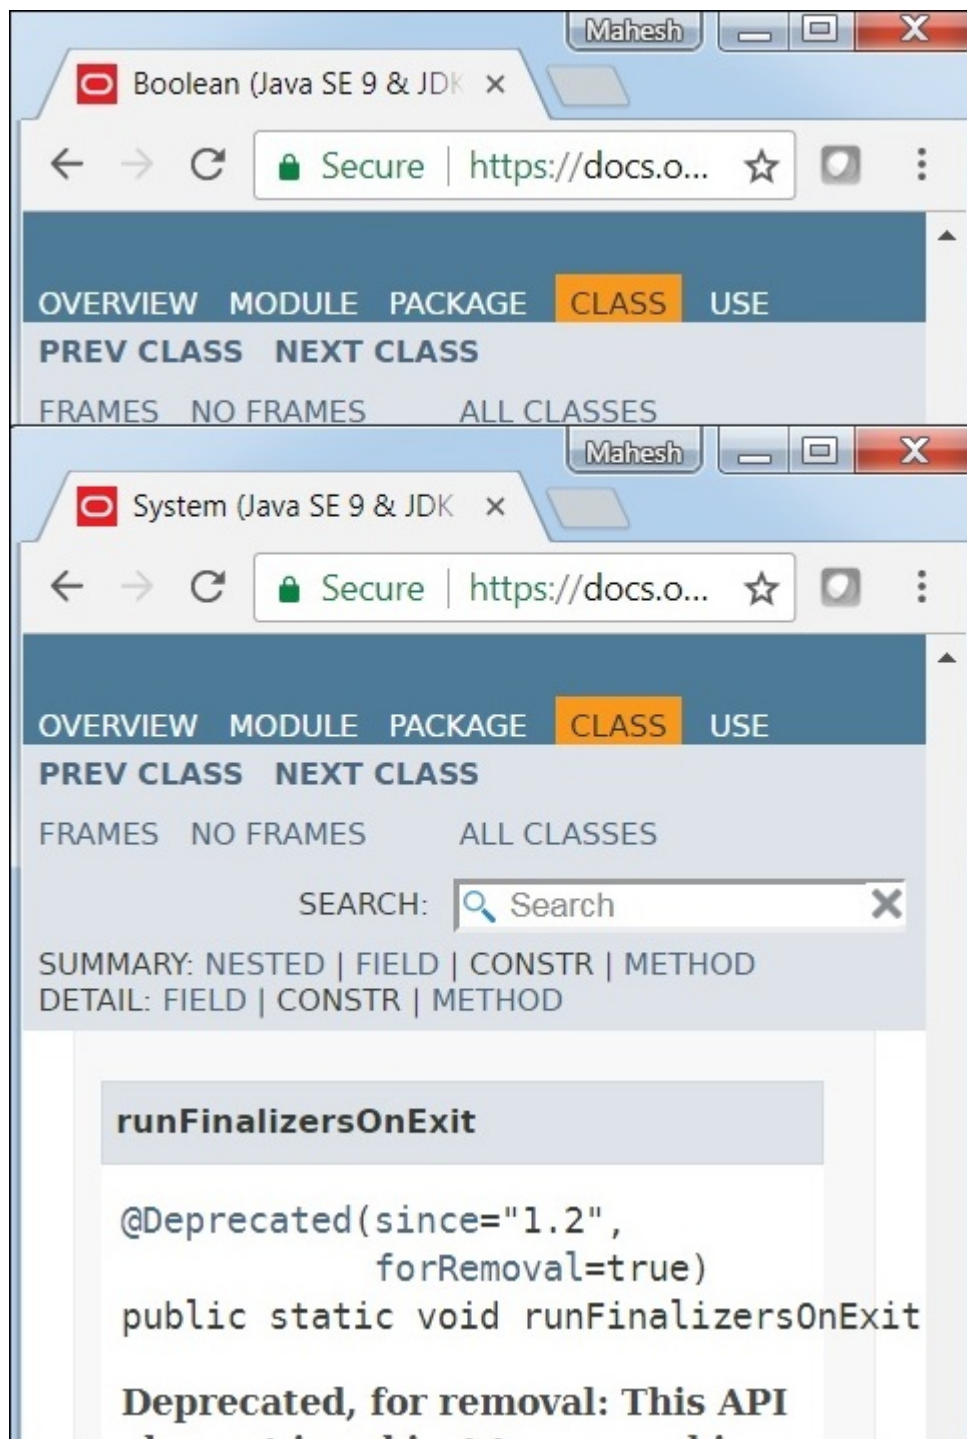 Mahesh
Boolean (Java SE 9 & JDK
Secure | https://docs.o...
OVERVIEW MODULE PACKAGE CLASS USE
PREV CLASS NEXT CLASS
FRAMES NO FRAMES ALL CLASSES
Mahesh
System (Java SE 9 & JDK
Secure | https://docs.o...
OVERVIEW MODULE PACKAGE CLASS USE
PREV CLASS NEXT CLASS
FRAMES NO FRAMES ALL CLASSES
SEARCH: Search
SUMMARY: NESTED | FIELD | CONSTR | METHOD
DETAIL: FIELD | CONSTR | METHOD
runFinalizersOnExit
@Deprecated(since="1.2",
forRemoval=true)
public static void runFinalizersOnExit
Deprecated, for removal: This API